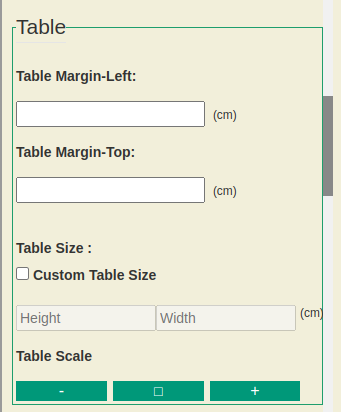 Table
Table Margin-Left:
(cm)
Table Margin-Top:
(cm)
Table Size :
Custom Table Size
Height Width (cm)
Table Scale
- □ +